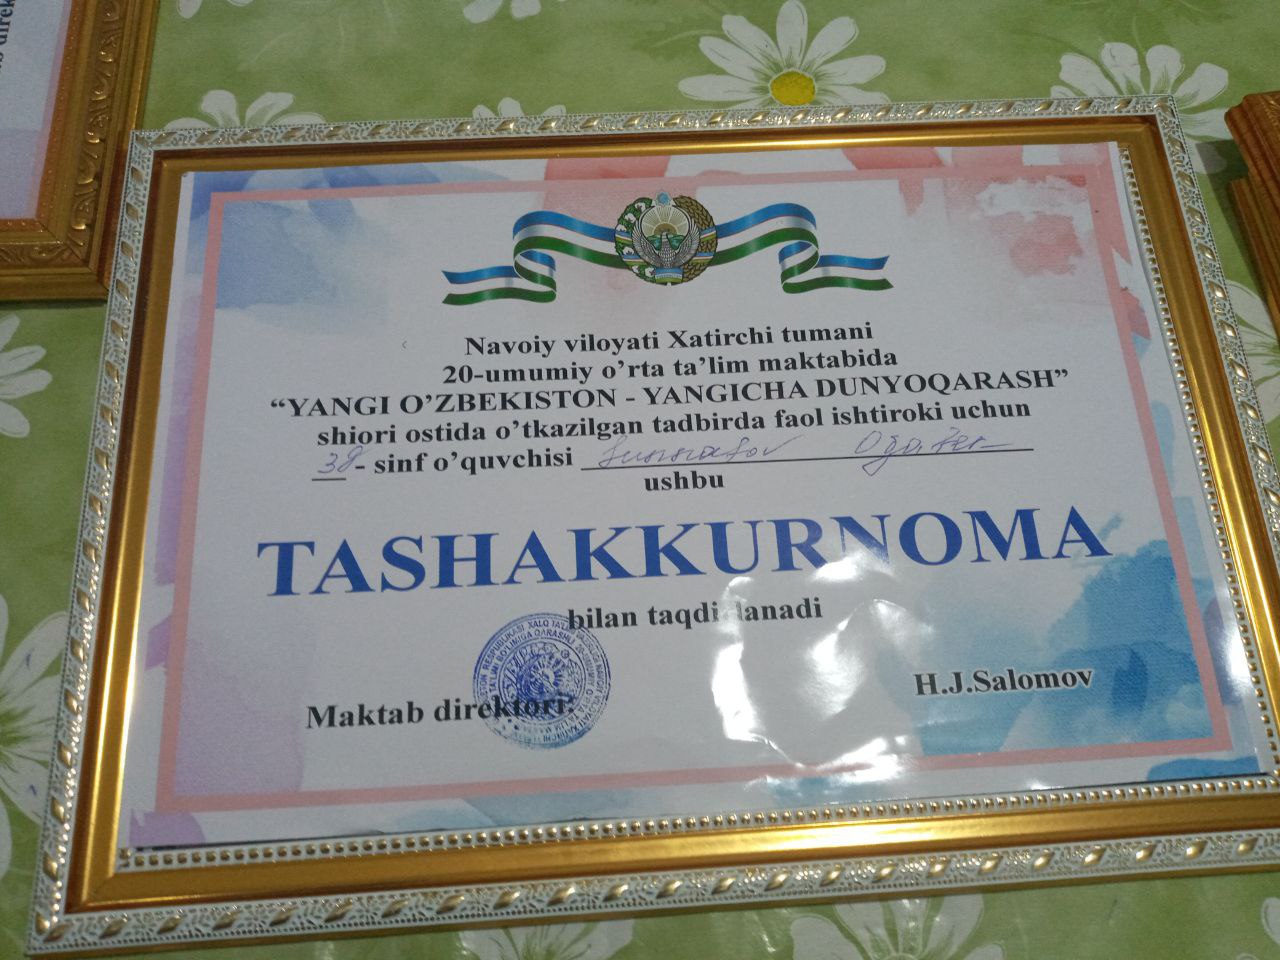 Navoiy viloyati Xatirchi tumani
20-umumiy o’rta ta’lim maktabida
“YANGI O’ZBEKISTON - YANGICHA DUNYOQARASH”
shiori ostida o’tkazilgan tadbirda faol ishtiroki uchun
- sinf o’quvchisi
ushbu
TASHAKKURNOMA
bilan taqdirlanadi
Maktab direktori:
H.J.Salomov